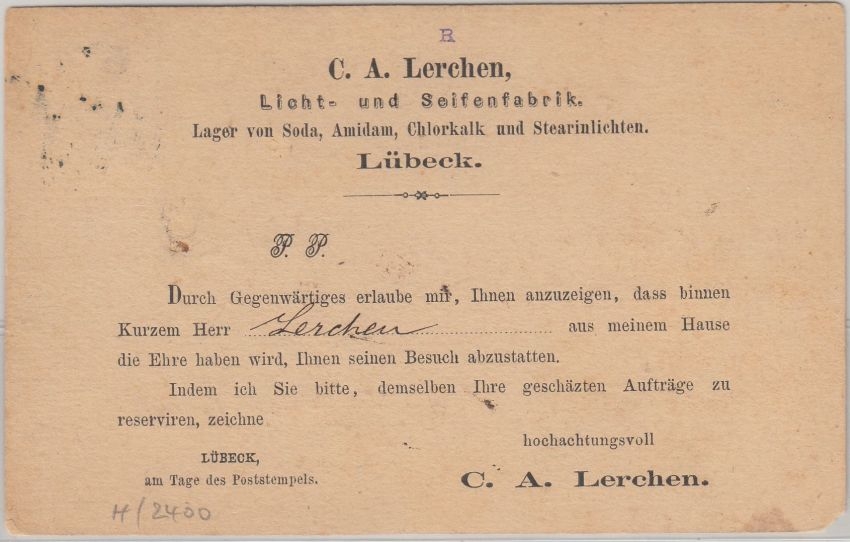 R
C. A. Lerchen,
Licht- und Seifenfabrik.
Lager von Soda, Amidam, Chlorkalk und Stearinlichten.
Lübeck.
P. P.
Durch Gegenwärtiges erlaube mir, Ihnen anzuzeigen, dass binnen
Kurzem Herr Lerchen aus meinem Hause
die Ehre haben wird, Ihnen seinen Besuch abzustatten.
Indem ich Sie bitte, demselben Ihre geschäzten Aufträge zu
reserviren, zeichne
hochachtungsvoll
LÜBECK,
am Tage des Poststempels.
C. A. Lerchen.
H/2400